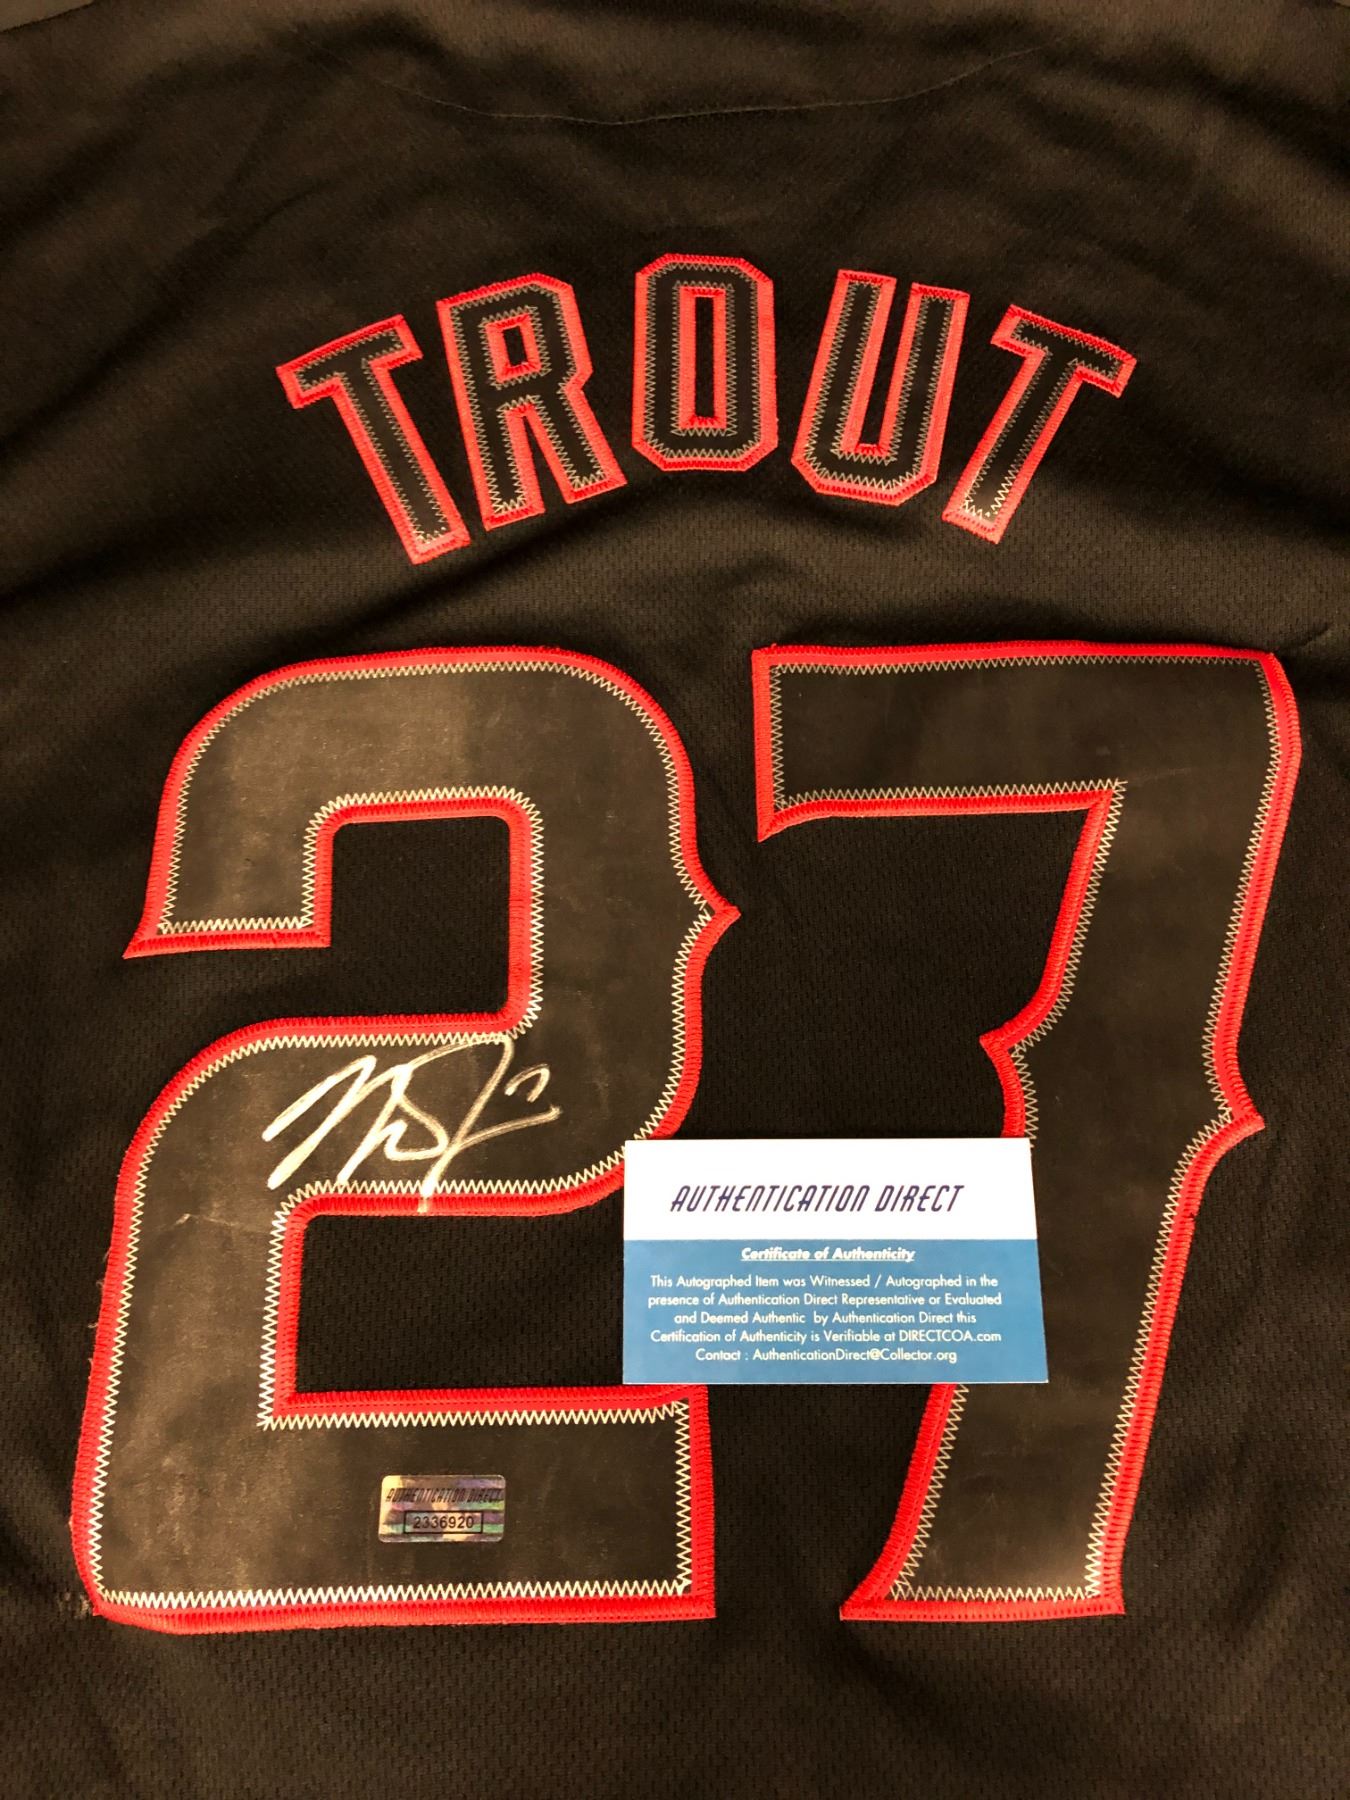 TROUT
27
AUTHENTICATION DIRECT
Certificate of Authenticity
This Autographed Item was Witnessed / Autographed in the
presence of Authentication Direct Representative or Evaluated
and Deemed Authentic by Authentication Direct this
Certification of Authenticity is Verifiable at DIRECTCOA.com
Contact : AuthenticationDirect@Collector.org
AUTHENTICATION DIRECT
2336920